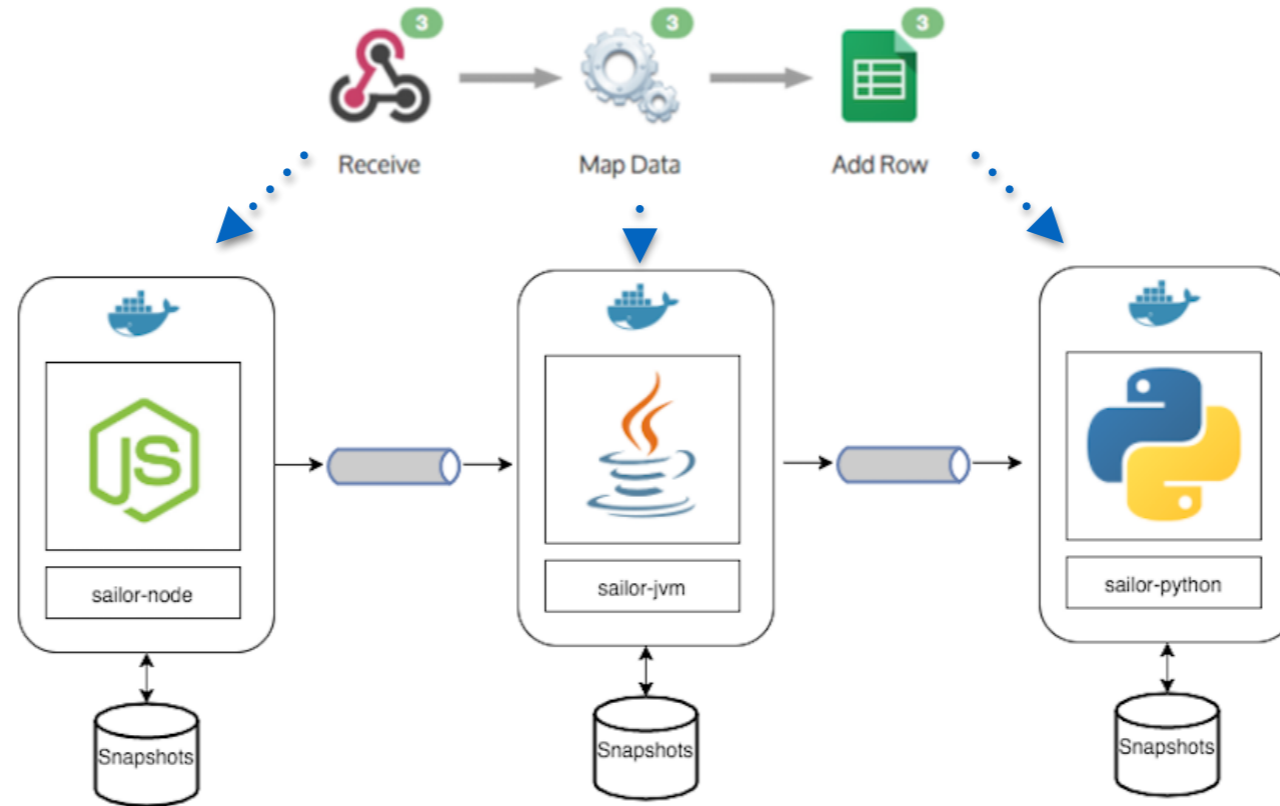 3
3
3
Receive
Map Data
Add Row
JS
sailor-node
sailor-jvm
sailor-python
Snapshots
Snapshots
Snapshots